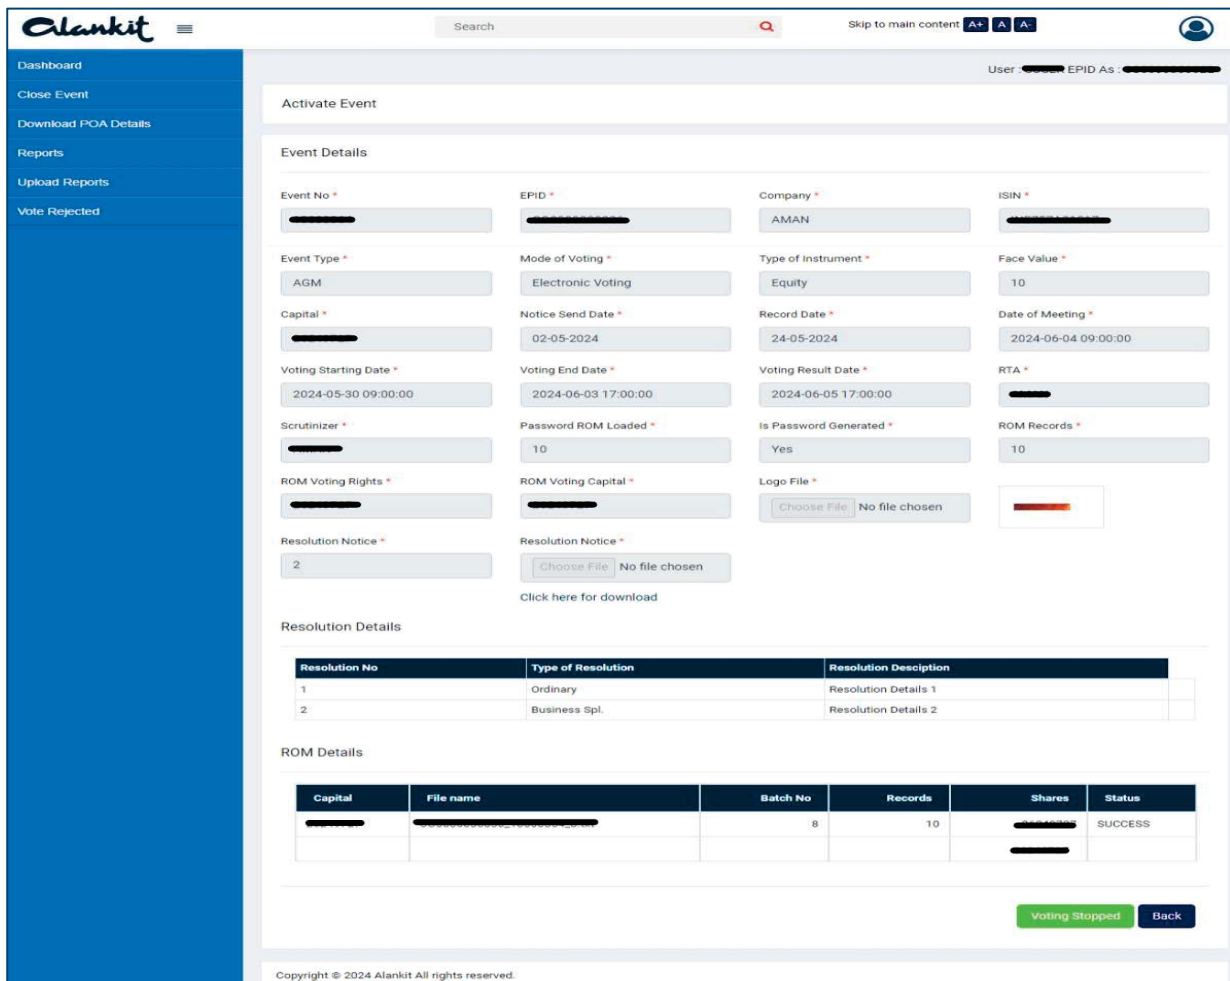 Alankit
Search
Skip to main content A+ A A-
Dashboard
Close Event
Download POA Details
Reports
Upload Reports
Vote Rejected
User : EPID As :
Activate Event
Event Details
Event No * EPID * Company * ISIN *
AMAN
Event Type * Mode of Voting * Type of Instrument * Face Value *
AGM Electronic Voting Equity 10
Capital * Notice Send Date * Record Date * Date of Meeting *
02-05-2024 24-05-2024 2024-06-04 09:00:00
Voting Starting Date * Voting End Date * Voting Result Date * RTA *
2024-05-30 09:00:00 2024-06-03 17:00:00 2024-06-05 17:00:00
Scrutinizer * Password ROM Loaded * Is Password Generated * ROM Records *
10 Yes 10
ROM Voting Rights * ROM Voting Capital * Logo File *
Choose File No file chosen
Resolution Notice * Resolution Notice *
2 Choose File No file chosen
Click here for download
Resolution Details
Resolution No Type of Resolution Resolution Desciption
1 Ordinary Resolution Details 1
2 Business Spl. Resolution Details 2
ROM Details
Capital File name Batch No Records Shares Status
8 10 SUCCESS
Voting Stopped Back
Copyright © 2024 Alankit All rights reserved.